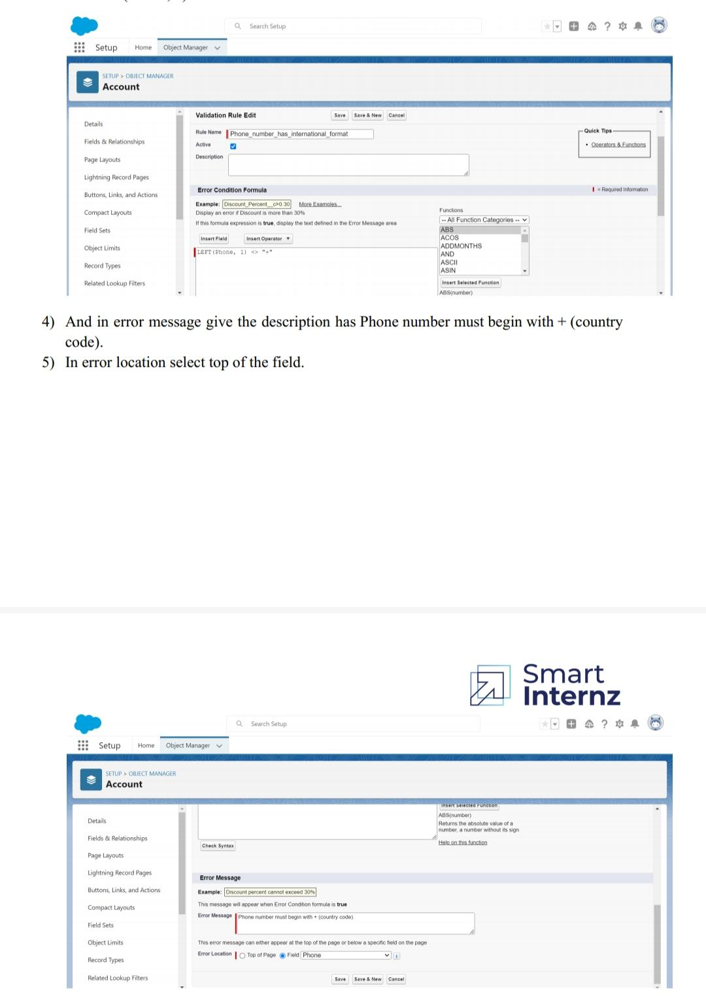 Search Setup
Setup
Home
Object Manager
SETUP > OBJECT MANAGER
Account
Details
Fields & Relationships
Page Layouts
Lightning Record Pages
Buttons, Links, and Actions
Compact Layouts
Field Sets
Object Limits
Record Types
Related Lookup Filters
Validation Rule Edit
Save
Save & New
Cancel
Rule Name
Phone_number_has_international_format
Active
Description
Quick Tips
• Operators & Functions
Error Condition Formula
= Required Information
Example: Discount_Percent__c>0.30 More Examples...
Display an error if Discount is more than 30%
If this formula expression is true, display the text defined in the Error Message area
Insert Field
Insert Operator
LEFT(Phone, 1) <> "+"
Functions
-- All Function Categories --
ABS
ACOS
ADDMONTHS
AND
ASCII
ASIN
Insert Selected Function
ABS(number)
4) And in error message give the description has Phone number must begin with + (country
code).
5) In error location select top of the field.
Smart
Internz
Search Setup
Setup
Home
Object Manager
SETUP > OBJECT MANAGER
Account
Details
Fields & Relationships
Page Layouts
Lightning Record Pages
Buttons, Links, and Actions
Compact Layouts
Field Sets
Object Limits
Record Types
Related Lookup Filters
Insert Selected Function
ABS(number)
Returns the absolute value of a
number, a number without its sign
Help on this function
Check Syntax
Error Message
Example: Discount percent cannot exceed 30%
This message will appear when Error Condition formula is true
Error Message
Phone number must begin with + (country code)
This error message can either appear at the top of the page or below a specific field on the page
Error Location
Top of Page
Field
Phone
i
Save
Save & New
Cancel